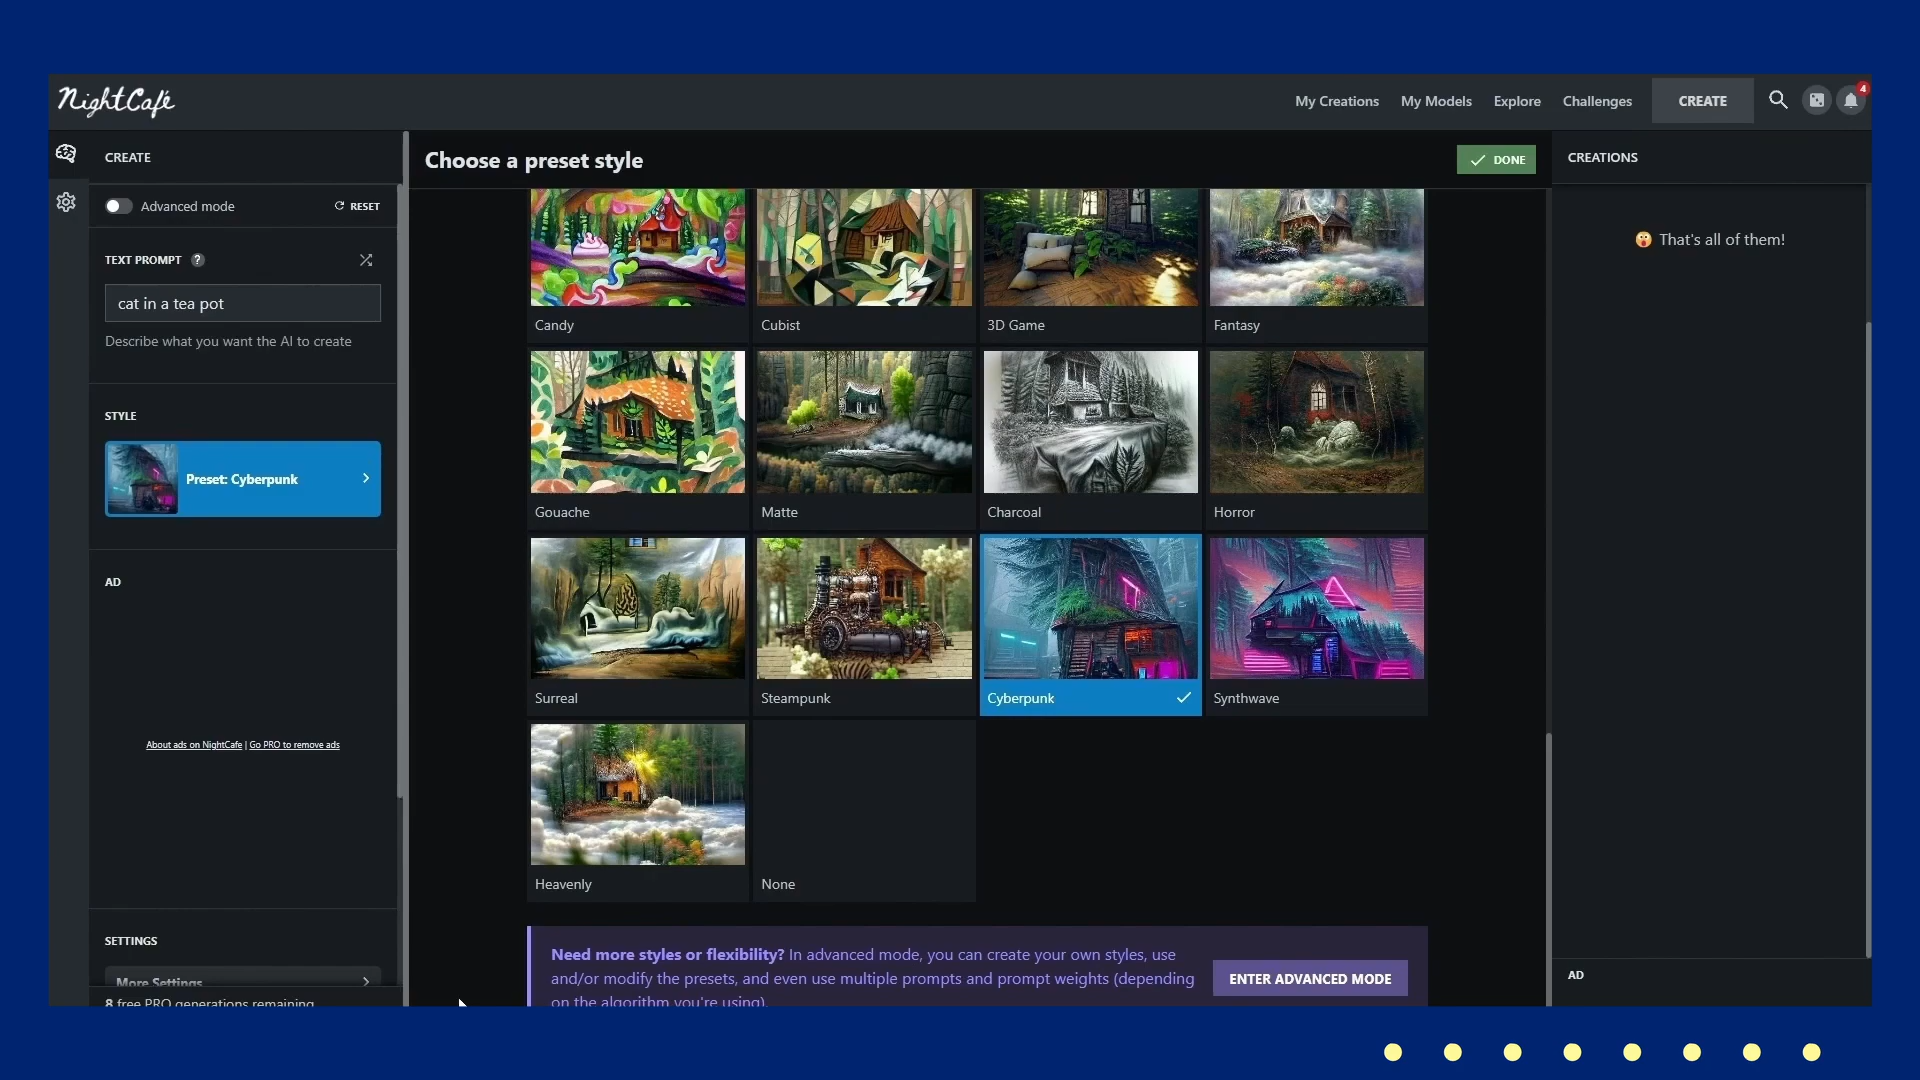 NightCafé
My Creations
My Models
Explore
Challenges
CREATE
4
CREATE
Advanced mode
RESET
TEXT PROMPT ?
cat in a tea pot
Describe what you want the AI to create
STYLE
Preset: Cyberpunk
AD
About ads on NightCafe | Go PRO to remove ads
SETTINGS
More Settings
8 free PRO generations remaining
Choose a preset style
DONE
Candy
Cubist
3D Game
Fantasy
Gouache
Matte
Charcoal
Horror
Surreal
Steampunk
Cyberpunk
Synthwave
Heavenly
None
Need more styles or flexibility? In advanced mode, you can create your own styles, use
and/or modify the presets, and even use multiple prompts and prompt weights (depending
on the algorithm you're using).
ENTER ADVANCED MODE
CREATIONS
That's all of them!
AD